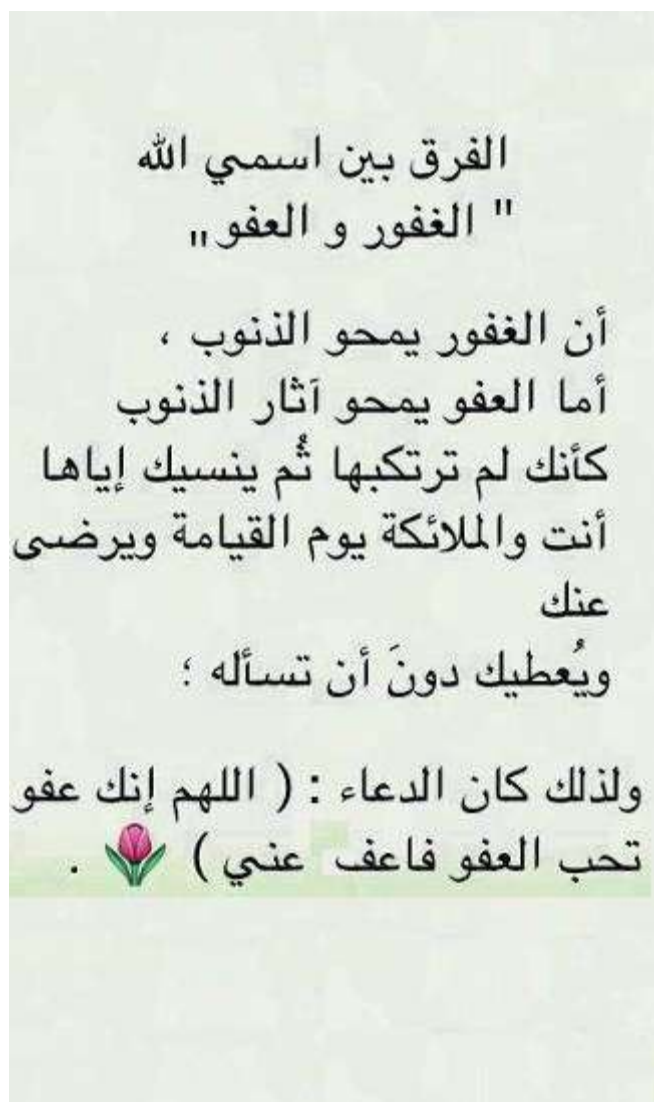 الفرق بين اسمي الله
" الغفور و العفو "
أن الغفور يمحو الذنوب ،
أما العفو يمحو آثار الذنوب
كأنك لم ترتكبها ثُم ينسيك إياها
أنت والملائكة يوم القيامة ويرضى
عنك
ويُعطيك دونَ أن تسأله ؛
ولذلك كان الدعاء : ( اللهم إنك عفو
تحب العفو فاعف عني ) 🌷 .